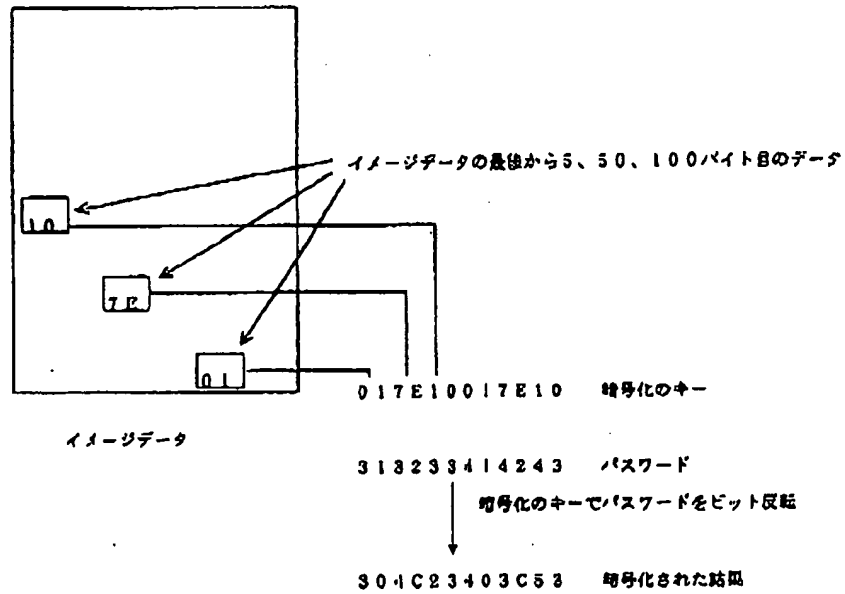 イメージデータの最後から5、50、100バイト目のデータ
10
7E
01
017E10017E10 暗号化のキー
イメージデータ
313233414243 パスワード
暗号化のキーでパスワードをビット反転
304C23403C53 暗号化された結果